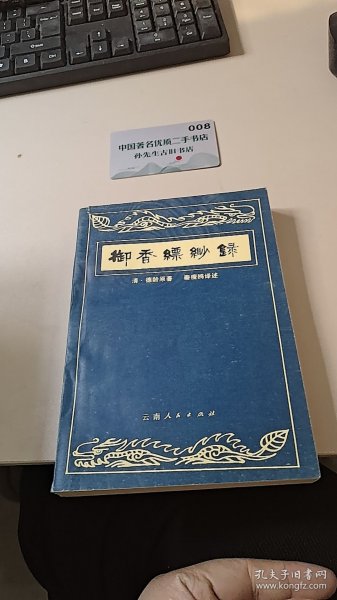 008
中国著名优质二手书店
孙先生古旧书店
御香缥缈录
清·德龄原著 秦瘦鸥译述
云南人民出版社
孔夫子旧书网
www.kongfz.com